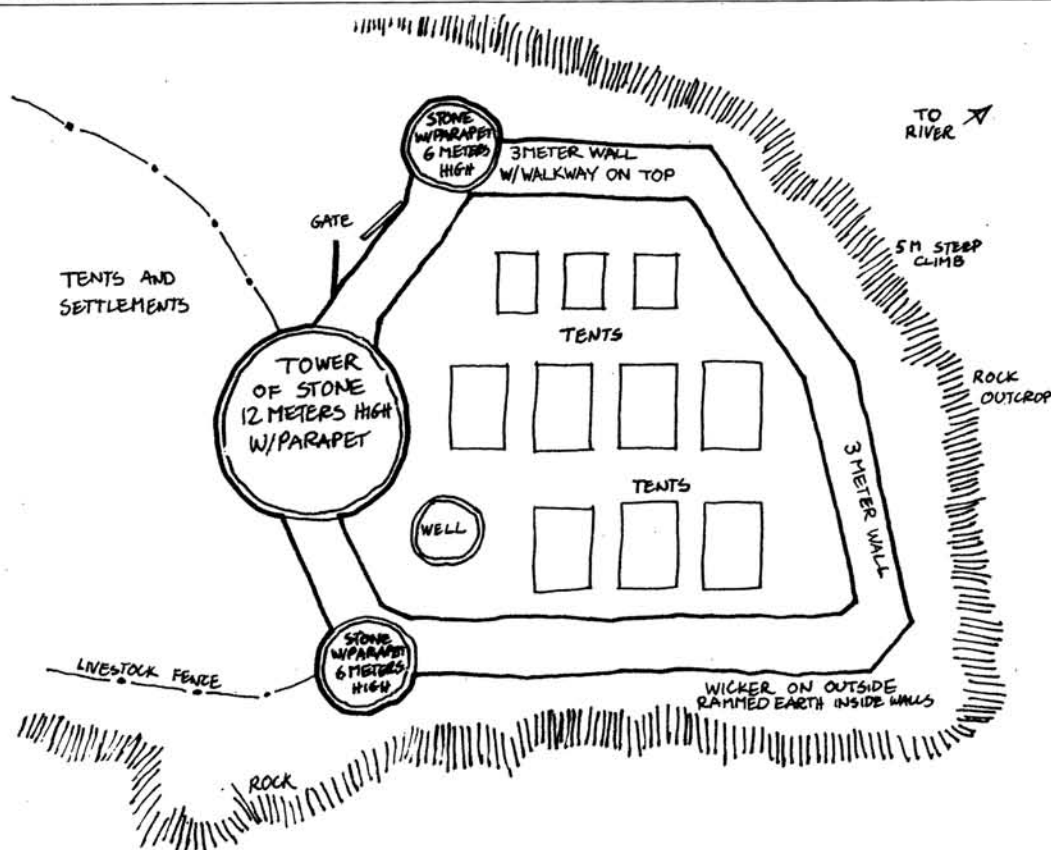 STONE
W/PARAPET
6 METERS
HIGH
3 METER WALL
W/WALKWAY ON TOP
TO
RIVER
GATE
5M STEEP
CLIMB
TENTS AND
SETTLEMENTS
TENTS
TOWER
OF STONE
12 METERS HIGH
W/PARAPET
ROCK
OUTCROP
3 METER WALL
TENTS
WELL
STONE
W/PARAPET
6 METERS
HIGH
LIVESTOCK FENCE
WICKER ON OUTSIDE
RAMMED EARTH INSIDE WALLS
ROCK